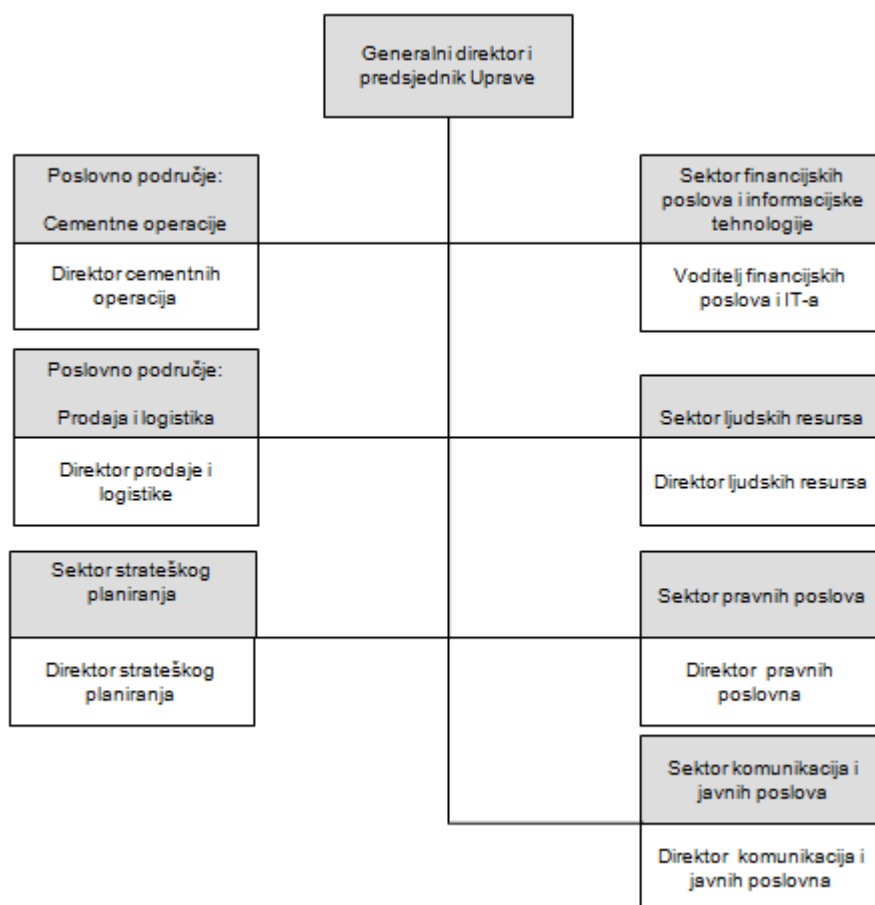 Generalni direktor i
predsjednik Uprave
Poslovno područje:
Cementne operacije
Direktor cementnih
operacija
Sektor financijskih
poslova i informacijske
tehnologije
Voditelj financijskih
poslova i IT-a
Poslovno područje:
Prodaja i logistika
Direktor prodaje i
logistike
Sektor ljudskih resursa
Direktor ljudskih resursa
Sektor strateškog
planiranja
Direktor strateškog
planiranja
Sektor pravnih poslova
Direktor pravnih
poslovna
Sektor komunikacija i
javnih poslova
Direktor komunikacija i
javnih poslovna